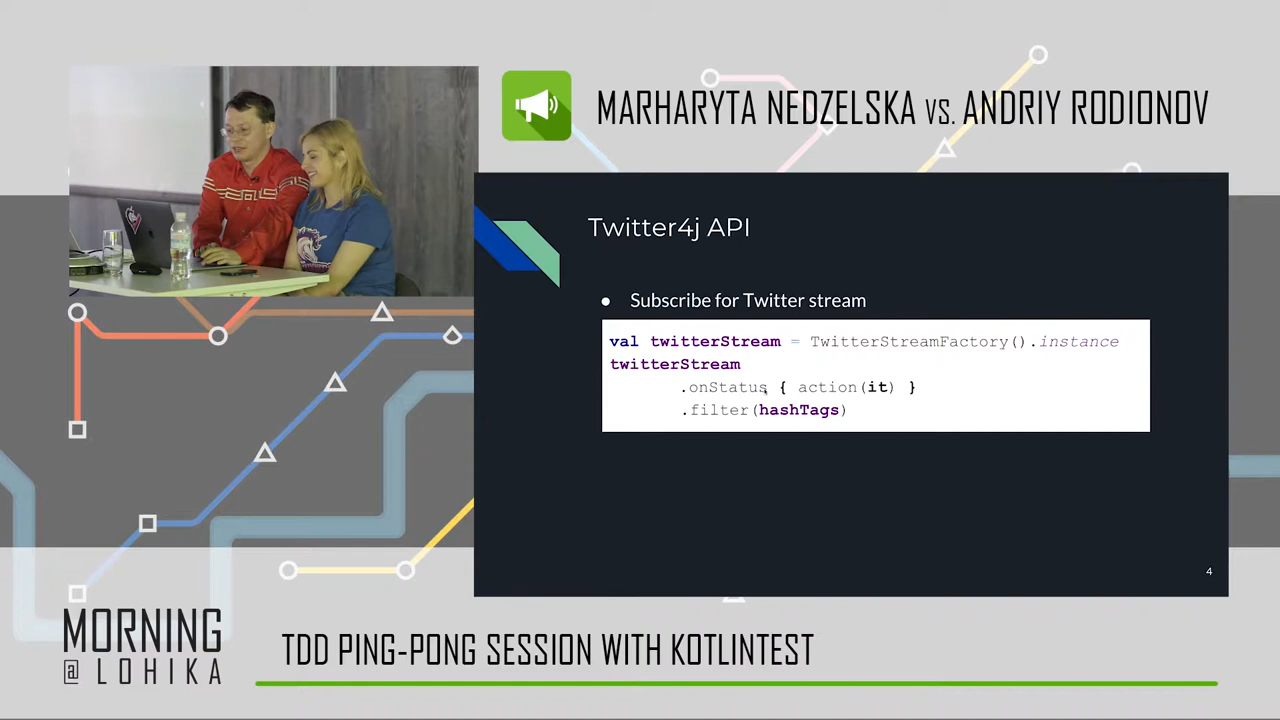 MARHARYTA NEDZELSKA VS. ANDRIY RODIONOV
Twitter4j API
● Subscribe for Twitter stream
val twitterStream = TwitterStreamFactory().instance
twitterStream
.onStatus { action(it) }
.filter(hashTags)
4
MORNING
@ LOHIKA
TDD PING-PONG SESSION WITH KOTLINTEST